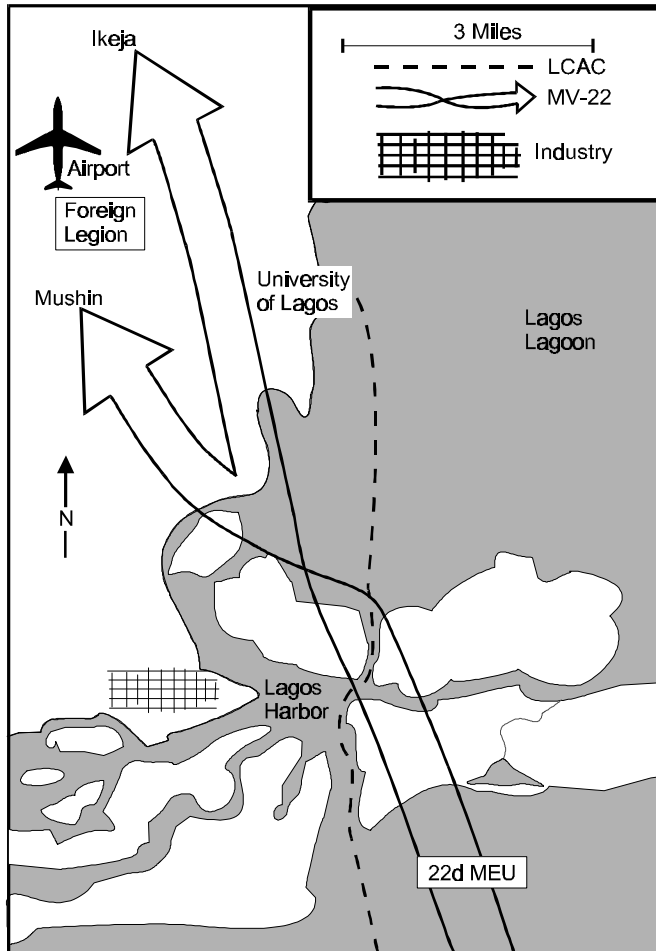 Ikeja
3 Miles
LCAC
MV-22
Industry
Airport
Foreign
Legion
Mushin
University
of Lagos
Lagos
Lagoon
N
Lagos
Harbor
22d MEU